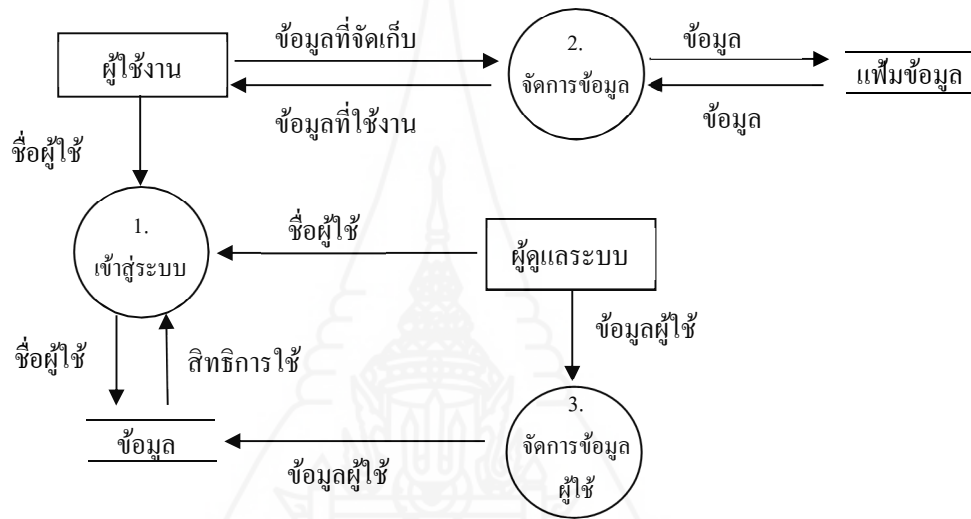 ข้อมูลที่จัดเก็บ
2.
ข้อมูล
ผู้ใช้งาน
จัดการข้อมูล
แฟ้มข้อมูล
ข้อมูลที่ใช้งาน
ข้อมูล
ชื่อผู้ใช้
1.
เข้าสู่ระบบ
ชื่อผู้ใช้
ผู้ดูแลระบบ
ข้อมูลผู้ใช้
ชื่อผู้ใช้
สิทธิการใช้
3.
จัดการข้อมูล
ผู้ใช้
ข้อมูล
ข้อมูลผู้ใช้